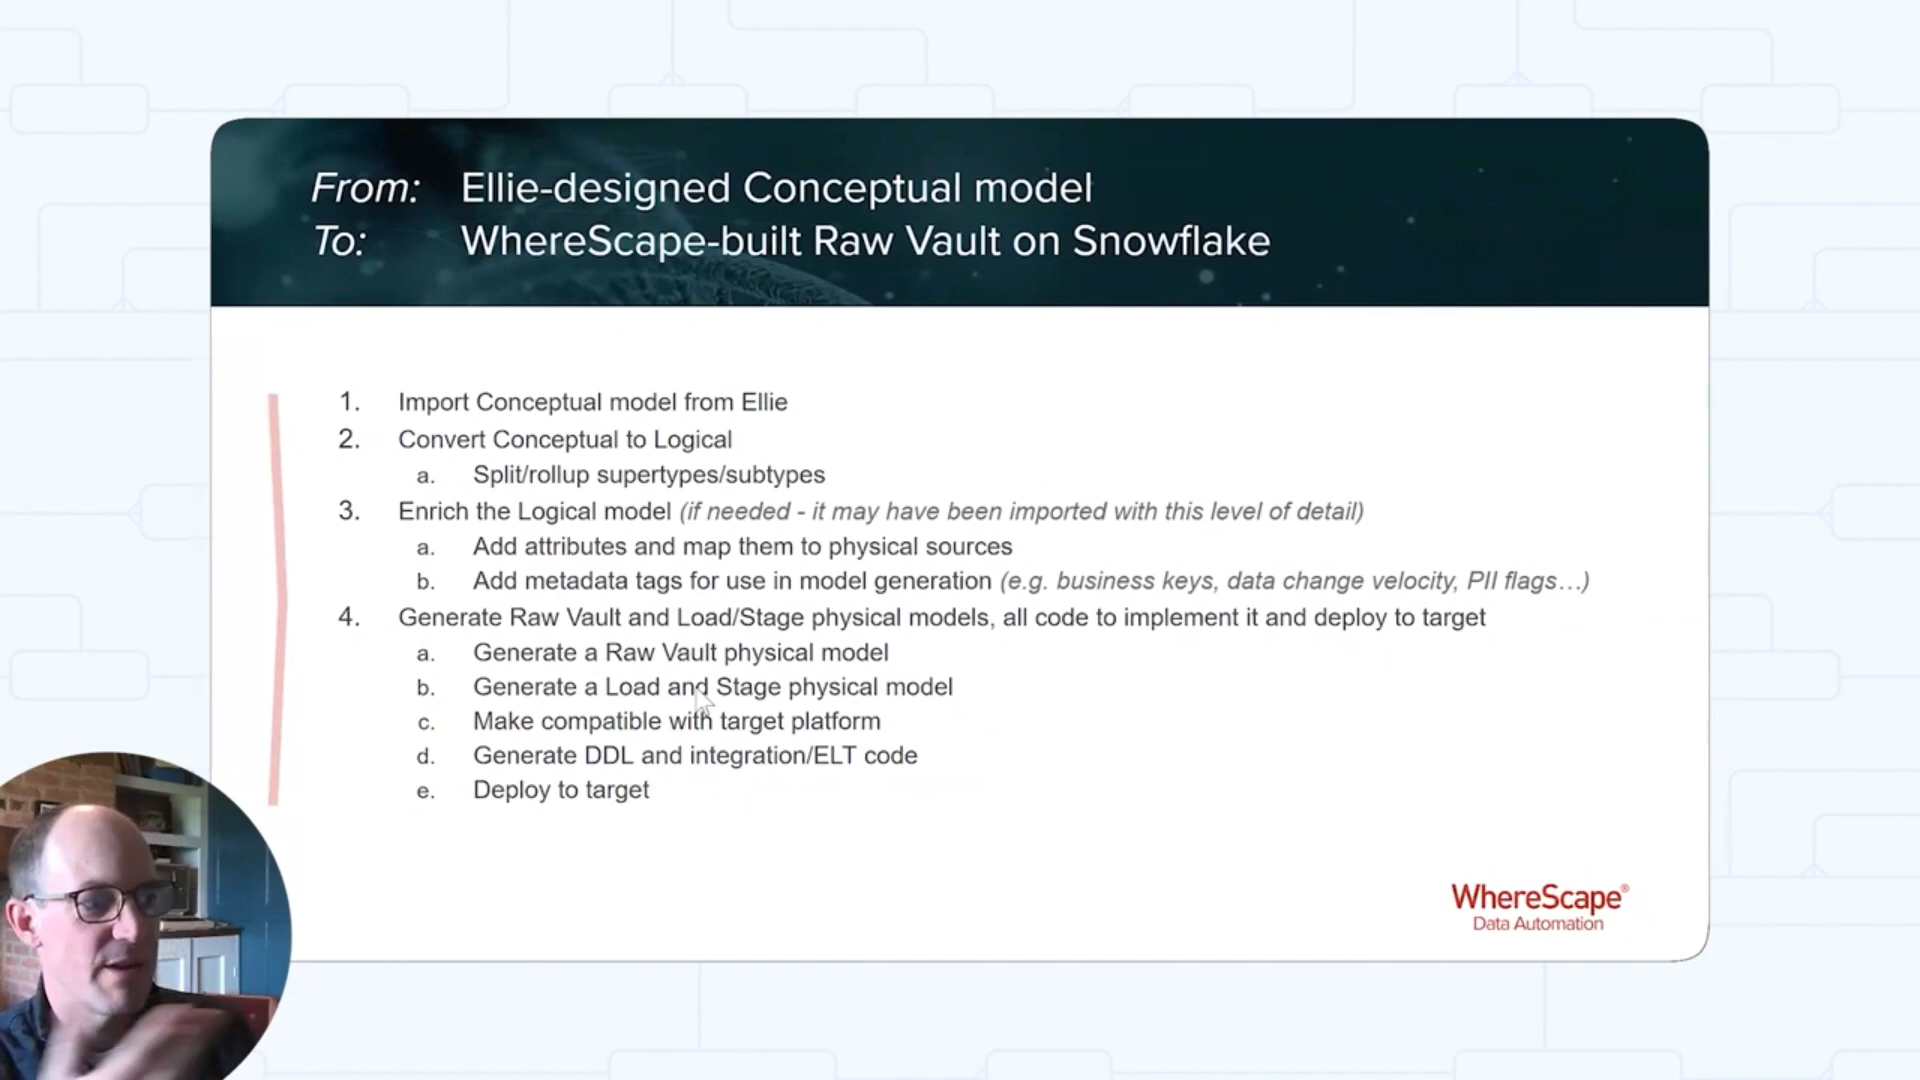 From: Ellie-designed Conceptual model
To: WhereScape-built Raw Vault on Snowflake
1. Import Conceptual model from Ellie
2. Convert Conceptual to Logical
a. Split/rollup supertypes/subtypes
3. Enrich the Logical model (if needed - it may have been imported with this level of detail)
a. Add attributes and map them to physical sources
b. Add metadata tags for use in model generation (e.g. business keys, data change velocity, PII flags…)
4. Generate Raw Vault and Load/Stage physical models, all code to implement it and deploy to target
a. Generate a Raw Vault physical model
b. Generate a Load and Stage physical model
c. Make compatible with target platform
d. Generate DDL and integration/ELT code
e. Deploy to target
WhereScape®
Data Automation